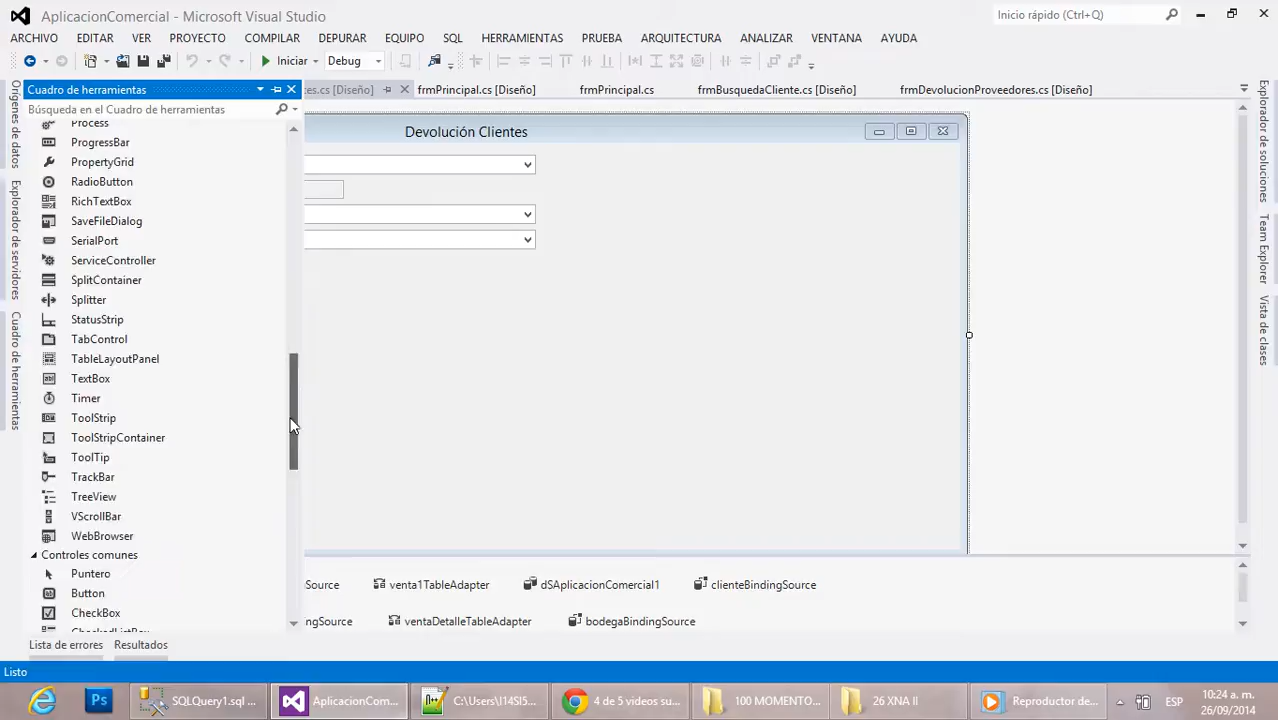 AplicacionComercial - Microsoft Visual Studio
Inicio rápido (Ctrl+Q)
ARCHIVO EDITAR VER PROYECTO COMPILAR DEPURAR EQUIPO SQL HERRAMIENTAS PRUEBA ARQUITECTURA ANALIZAR VENTANA AYUDA
Iniciar Debug
Cuadro de herramientas
[Diseño] frmPrincipal.cs [Diseño] frmPrincipal.cs frmBusquedaCliente.cs [Diseño] frmDevolucionProveedores.cs [Diseño]
Búsqueda en el Cuadro de herramientas
Orígenes de datos
Explorador de servidores
Cuadro de herramientas
Process
ProgressBar
PropertyGrid
RadioButton
RichTextBox
SaveFileDialog
SerialPort
ServiceController
SplitContainer
Splitter
StatusStrip
TabControl
TableLayoutPanel
TextBox
Timer
ToolStrip
ToolStripContainer
ToolTip
TrackBar
TreeView
VScrollBar
WebBrowser
Controles comunes
Puntero
Button
CheckBox
CheckedListBox
Devolución Clientes
Explorador de soluciones
Team Explorer
Vista de clases
Source venta1TableAdapter dSAplicacionComercial1 clienteBindingSource
ngSource ventaDetalleTableAdapter bodegaBindingSource
Lista de errores Resultados
Listo
Ps SQLQuery1.sql ... AplicacionCom... C:\Users\I14SI5... 4 de 5 videos su... 100 MOMENTO... 26 XNA II Reproductor de... ESP
10:24 a. m.
26/09/2014